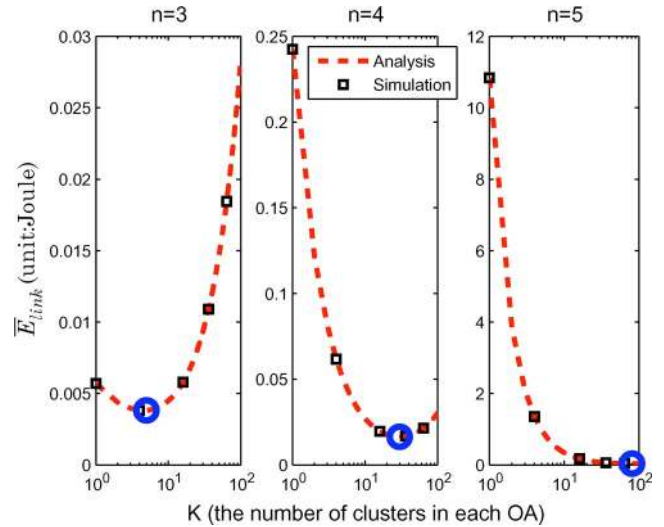 n=3 n=4 n=5
0.03 0.25 12
Analysis
Simulation
0.025 0.2 10
0.02 0.15 8
0.015 6
0.01 0.1 4
0.005 0.05 2
0 0 0
10^0 10^1 10^2 10^0 10^1 10^2 10^0 10^1 10^2
E̅_link (unit:Joule)
K (the number of clusters in each OA)